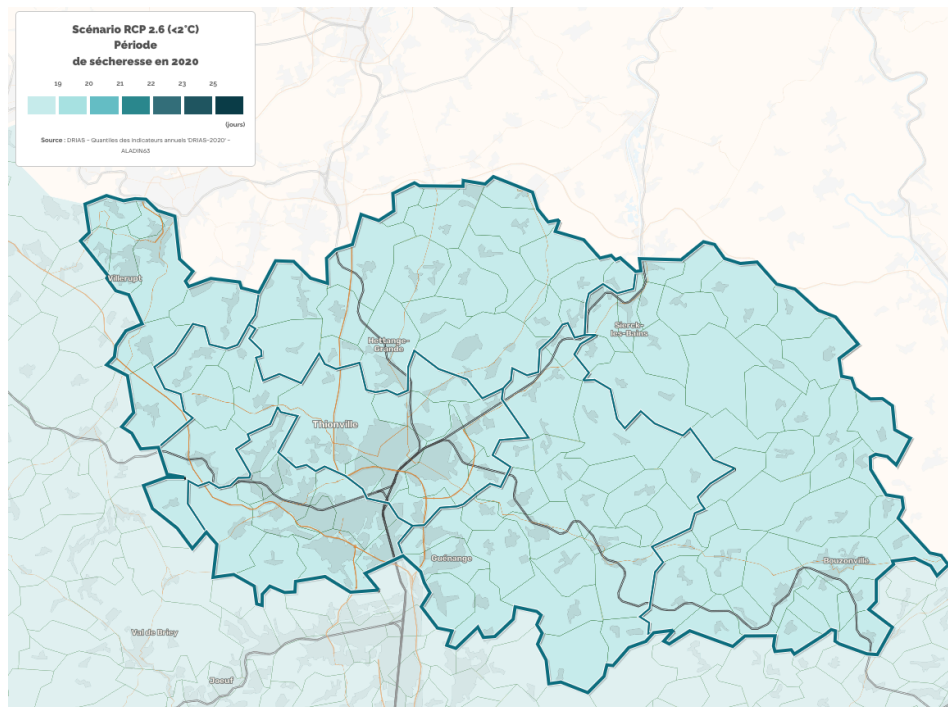 Scénario RCP 2.6 (<2°C)
Période
de sécheresse en 2020
19 20 21 22 23 25
(jours)
Source : DRIAS - Quantiles des indicateurs annuels 'DRIAS-2020' -
ALADIN63
Villerupt
Sierck-
les-Bains
Hettange-
Grande
Thionville
Guénange
Bouzonville
Val de Briey
Joeuf